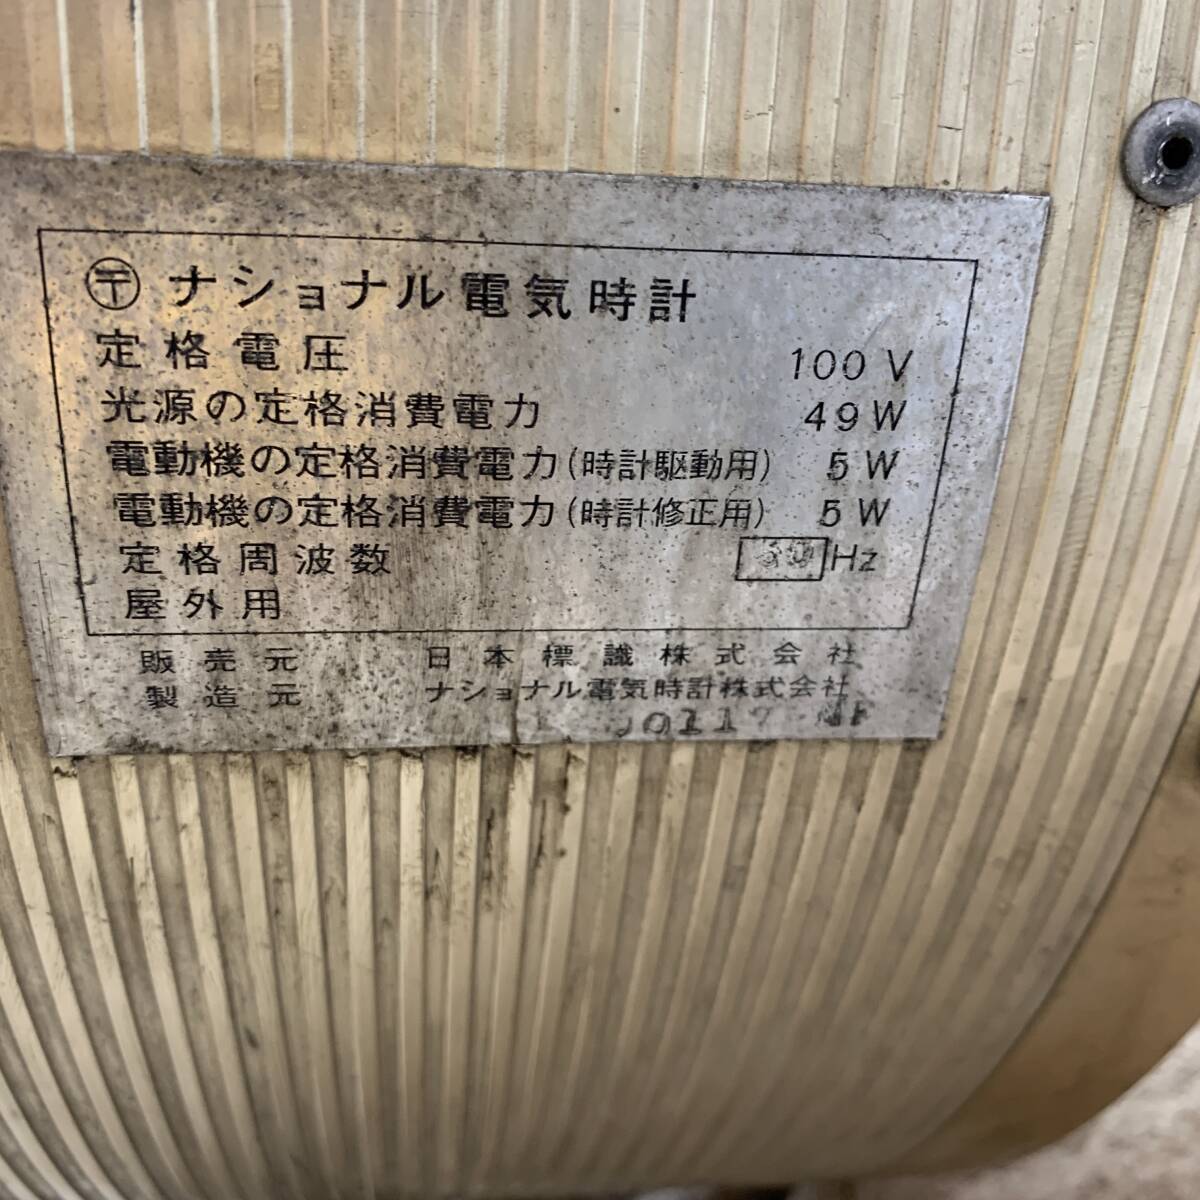 〶 ナショナル電気時計
定格電圧 100 V
光源の定格消費電力 49 W
電動機の定格消費電力(時計駆動用) 5 W
電動機の定格消費電力(時計修正用) 5 W
定格周波数 60 Hz
屋外用
販売元 日本標識株式会社
製造元 ナショナル電気時計株式会社